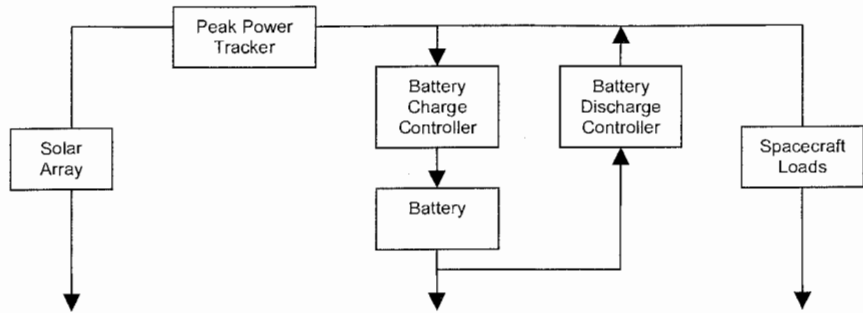 Peak Power
Tracker
Battery
Charge
Controller
Battery
Discharge
Controller
Solar
Array
Spacecraft
Loads
Battery